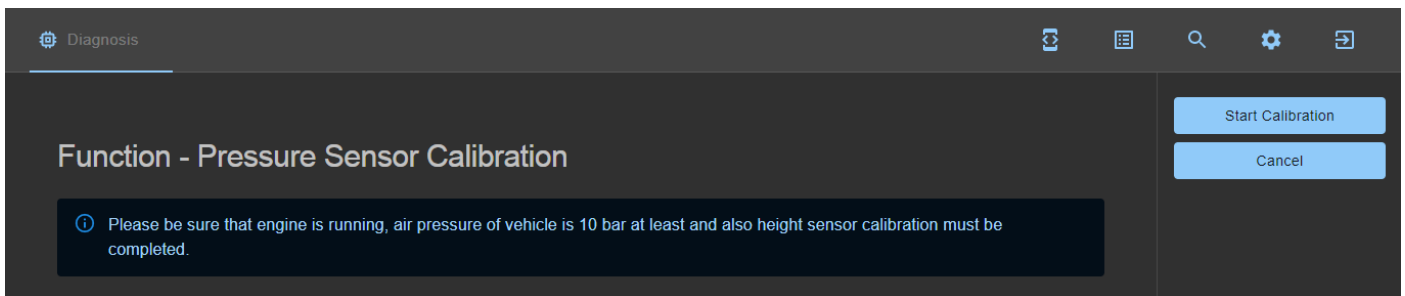 Diagnosis
Start Calibration
Function - Pressure Sensor Calibration
Cancel
Please be sure that engine is running, air pressure of vehicle is 10 bar at least and also height sensor calibration must be
completed.